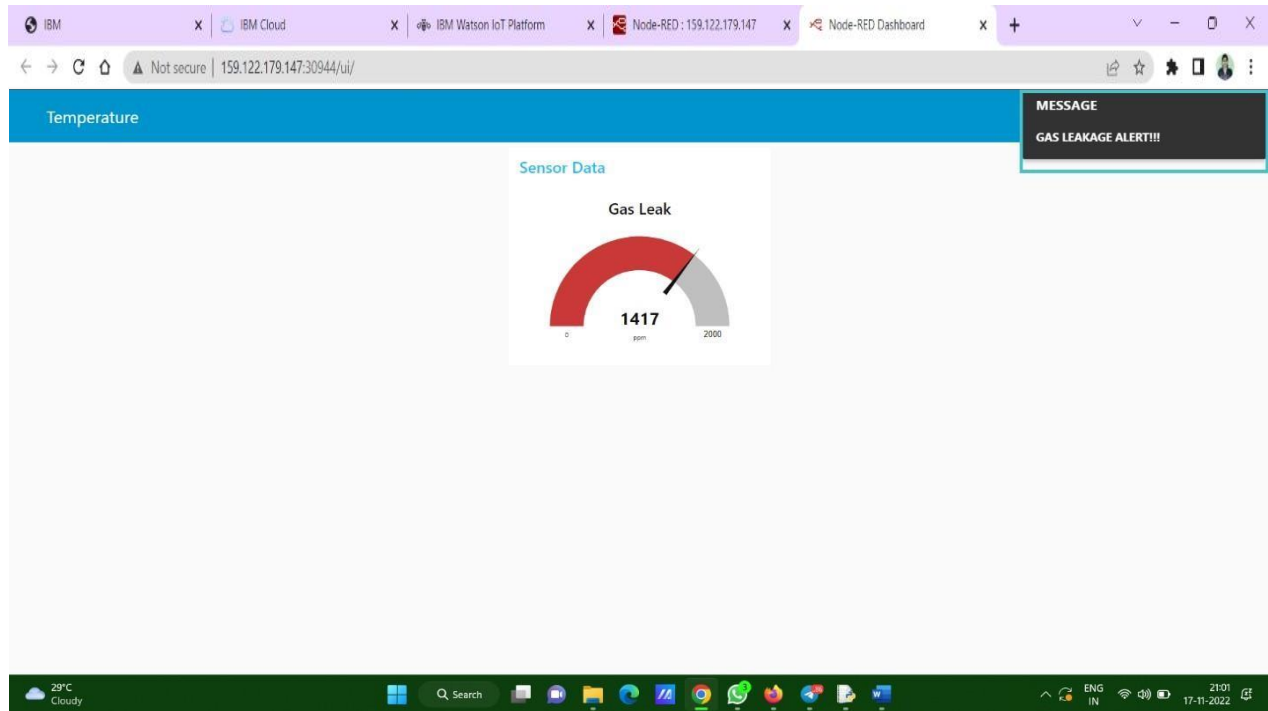 IBM
IBM Cloud
IBM Watson IoT Platform
Node-RED : 159.122.179.147
Node-RED Dashboard
Not secure | 159.122.179.147:30944/ui/
Temperature
MESSAGE
GAS LEAKAGE ALERT!!!
Sensor Data
Gas Leak
1417
0
ppm
2000
29°C
Cloudy
Search
ENG
IN
21:01
17-11-2022